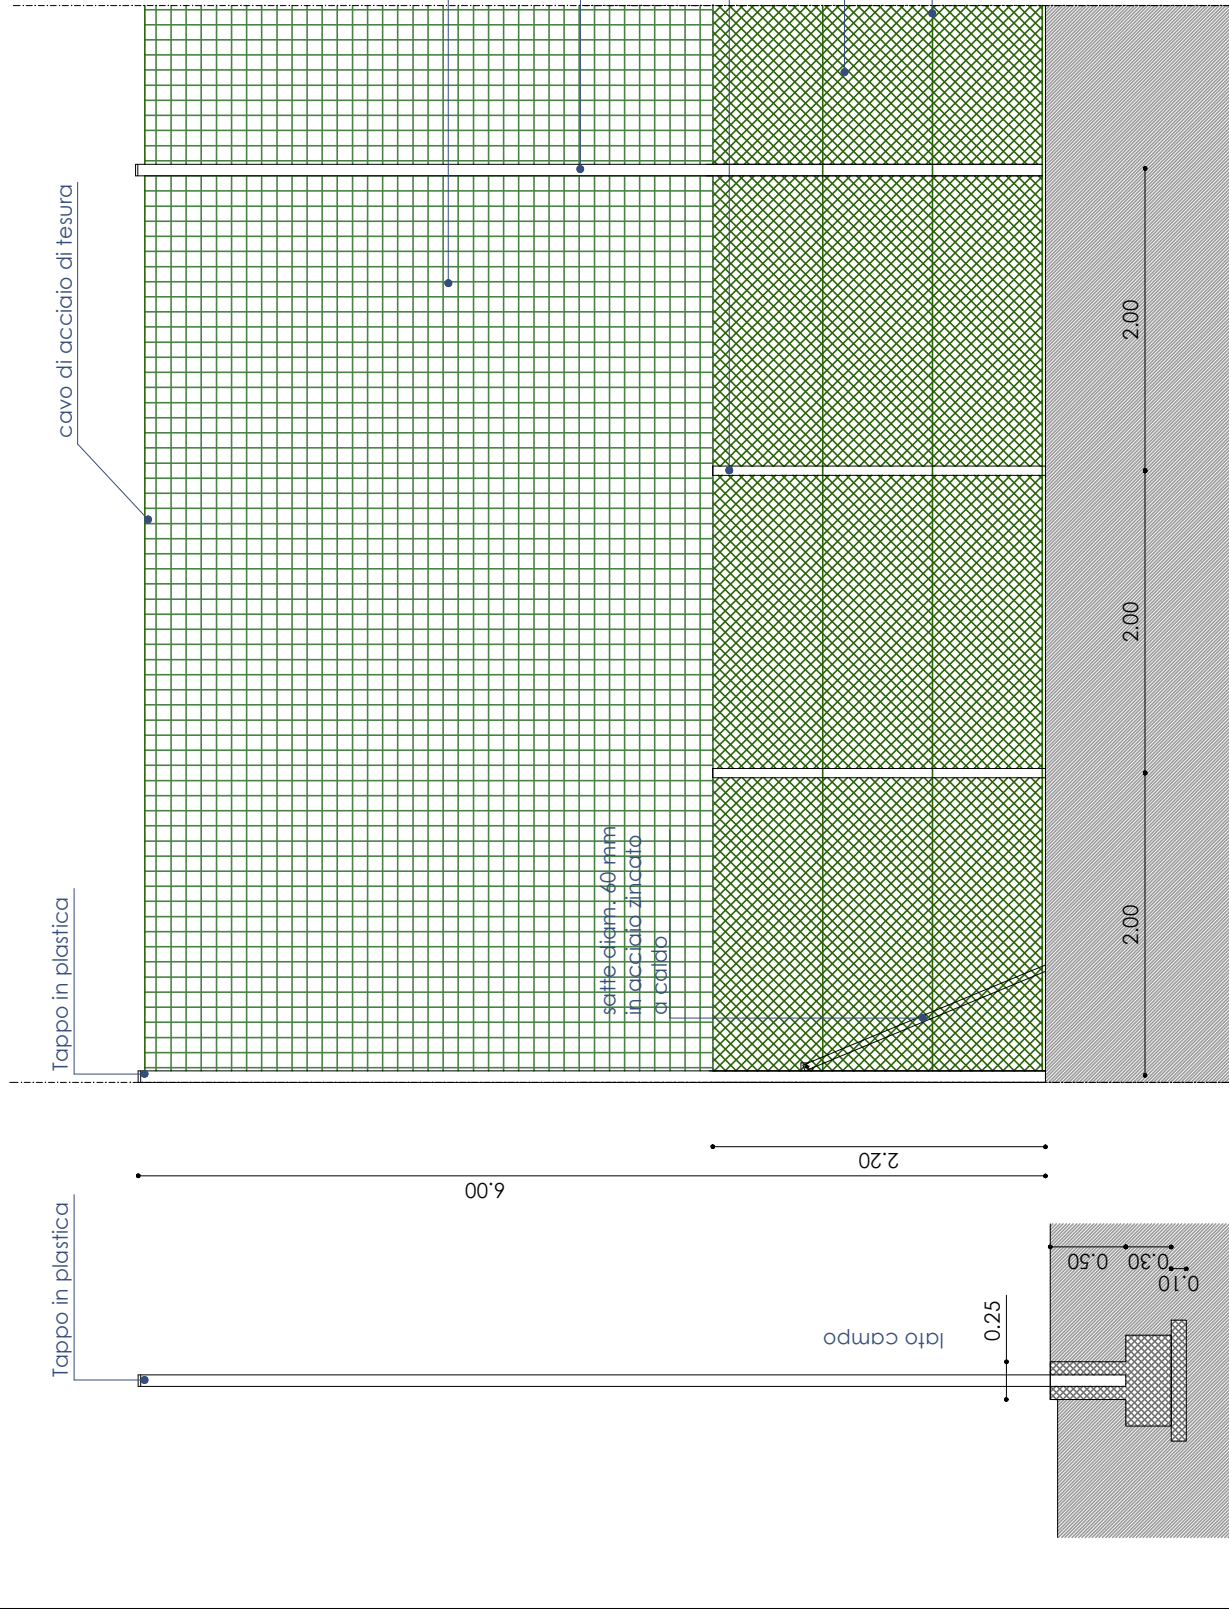 Tappo in plastica
Tappo in plastica
cavo di acciaio di tesura
6.00
2.20
saette diam. 60 mm
in acciaio zincato
a caldo
lato campo
0.25
0.50
0.30
0.10
2.00
2.00
2.00